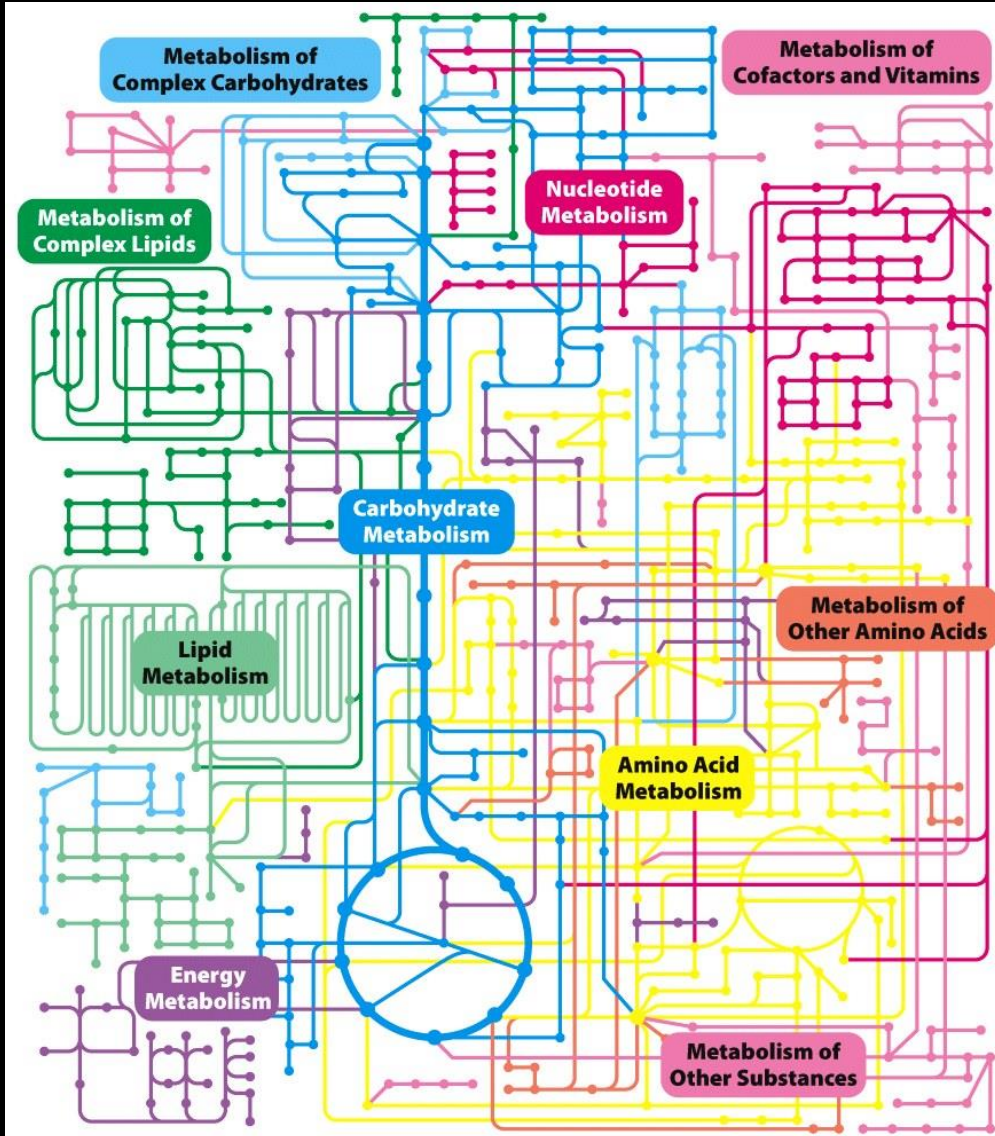 Metabolism of
Complex Carbohydrates
Metabolism of
Cofactors and Vitamins
Nucleotide
Metabolism
Metabolism of
Complex Lipids
Carbohydrate
Metabolism
Metabolism of
Other Amino Acids
Lipid
Metabolism
Amino Acid
Metabolism
Energy
Metabolism
Metabolism of
Other Substances